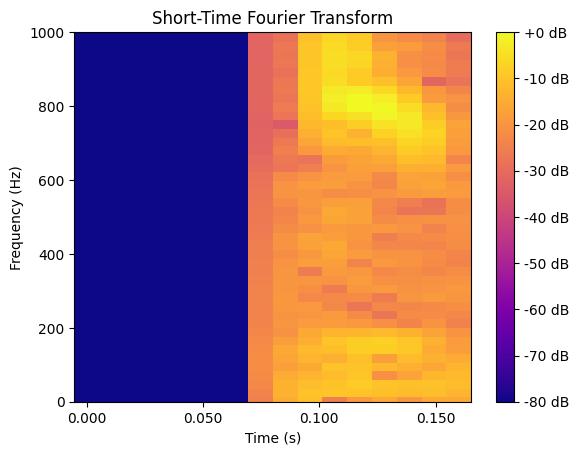 Short-Time Fourier Transform
Frequency (Hz)
1000
800
600
400
200
0
0.000
0.050
0.100
0.150
Time (s)
+0 dB
-10 dB
-20 dB
-30 dB
-40 dB
-50 dB
-60 dB
-70 dB
-80 dB